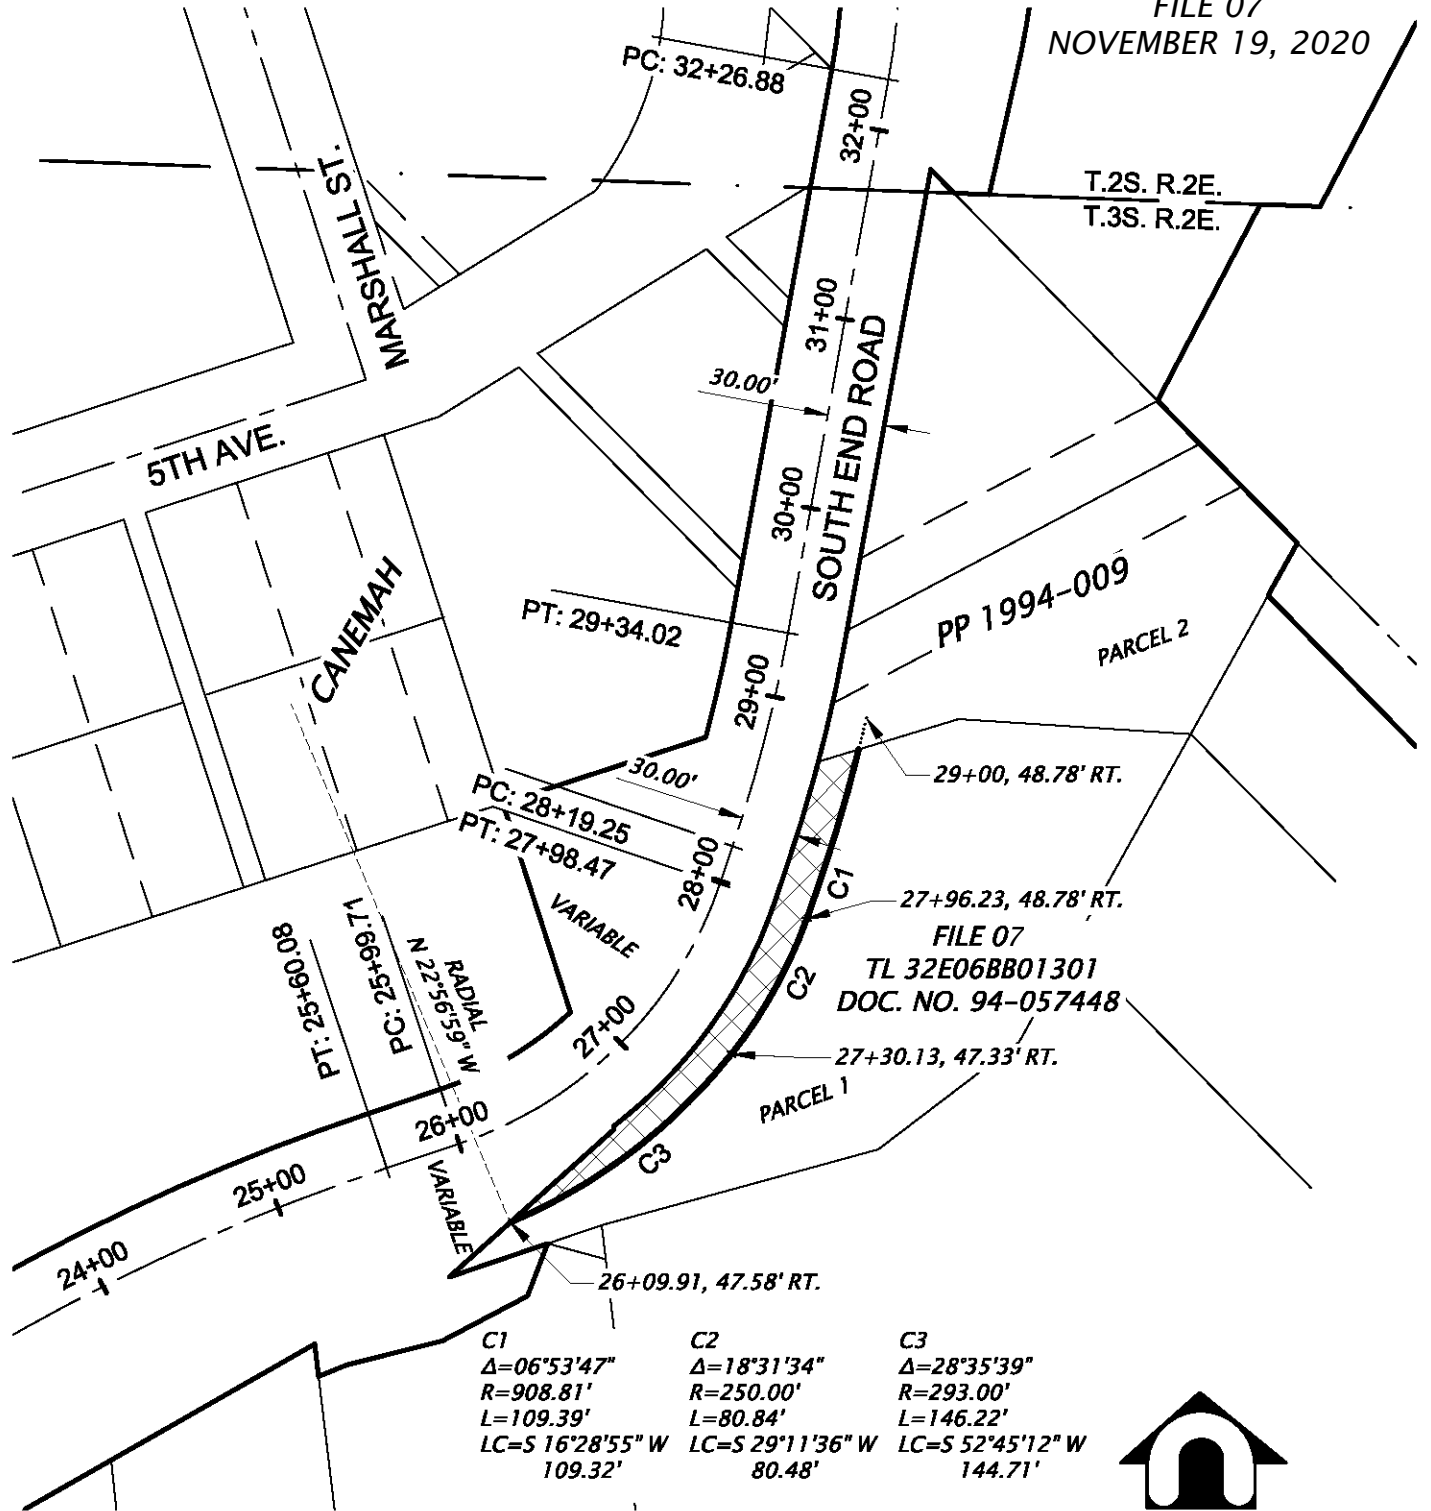 FILE 07
NOVEMBER 19, 2020
PC: 32+26.88
32+00
MARSHALL ST.
T.2S. R.2E.
T.3S. R.2E.
31+00
SOUTH END ROAD
30.00'
5TH AVE.
30+00
CANEMAH
PP 1994-009
PT: 29+34.02
PARCEL 2
29+00
30.00'
29+00, 48.78' RT.
PC: 28+19.25
PT: 27+98.47
28+00
C1
27+96.23, 48.78' RT.
VARIABLE
FILE 07
TL 32E06BB01301
DOC. NO. 94-057448
PT: 25+60.08
PC: 25+99.71
RADIAL
N 22°56'59" W
C2
27+00
27+30.13, 47.33' RT.
PARCEL 1
26+00
C3
25+00
VARIABLE
24+00
26+09.91, 47.58' RT.
C1
Δ=06°53'47"
R=908.81'
L=109.39'
LC=S 16°28'55" W
109.32'
C2
Δ=18°31'34"
R=250.00'
L=80.84'
LC=S 29°11'36" W
80.48'
C3
Δ=28°35'39"
R=293.00'
L=146.22'
LC=S 52°45'12" W
144.71'